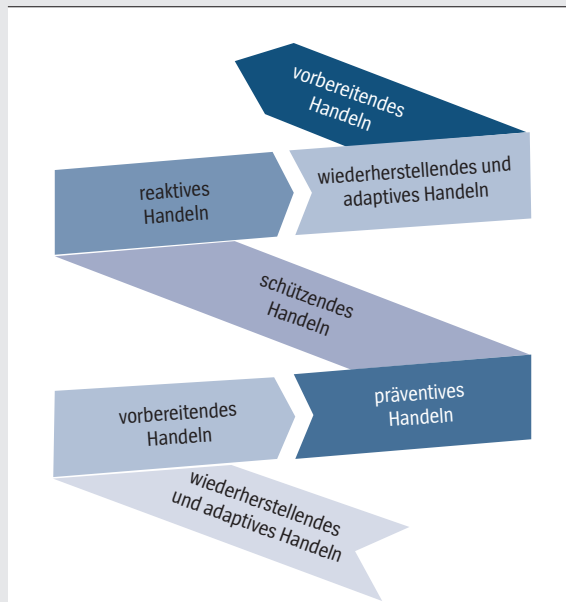 vorbereitendes
Handeln
reaktives
Handeln
wiederherstellendes und
adaptives Handeln
schützendes
Handeln
vorbereitendes
Handeln
präventives
Handeln
wiederherstellendes
und adaptives Handeln